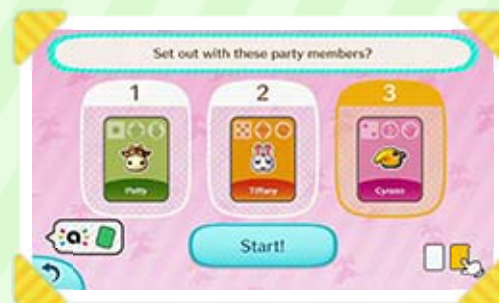 Set out with these party members?
1
2
3
Patty
Tiffany
Cyrano
a:
Start!